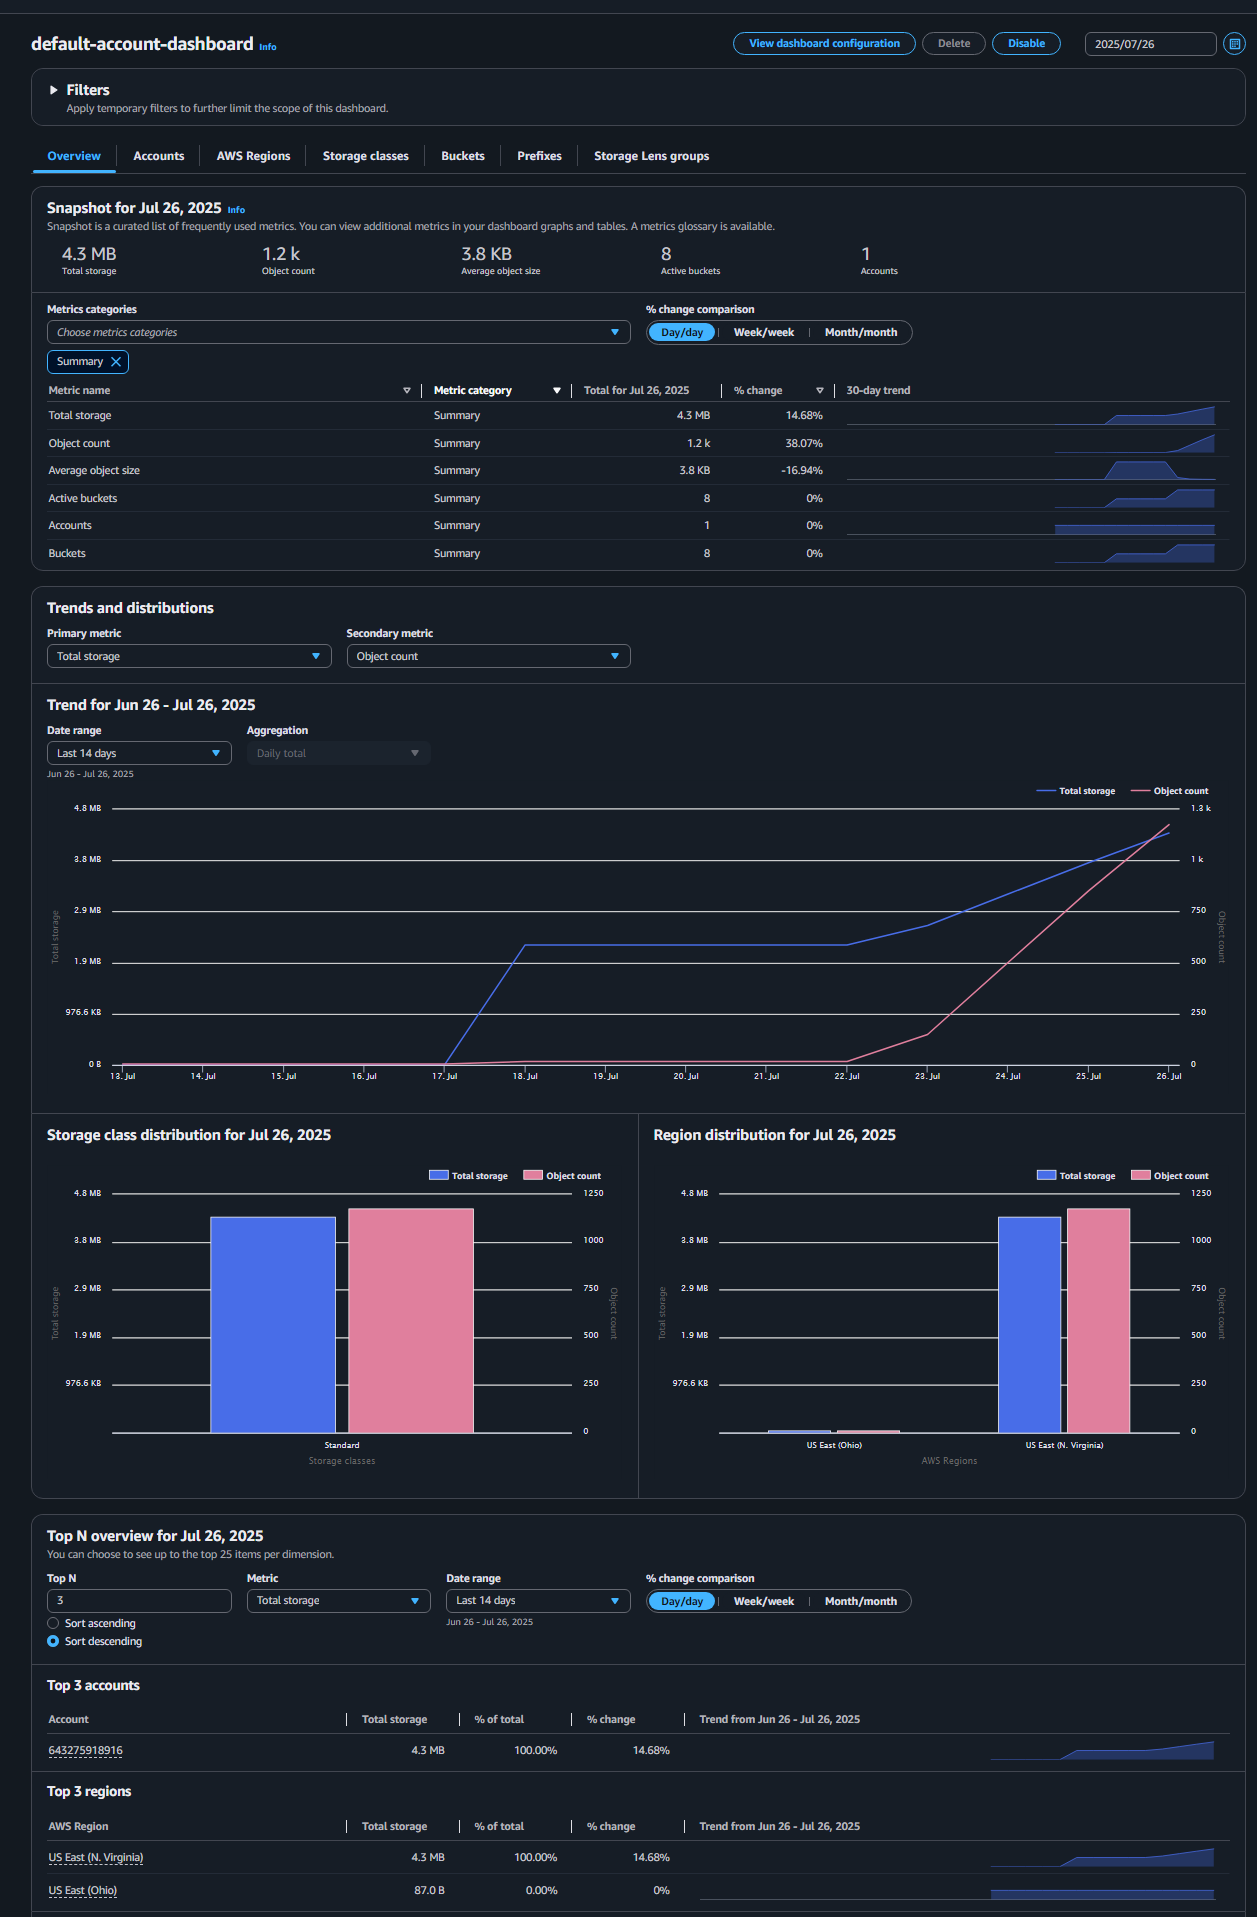 default-account-dashboard Info
View dashboard configuration Delete Disable 2025/07/26
Filters
Apply temporary filters to further limit the scope of this dashboard.
Overview Accounts AWS Regions Storage classes Buckets Prefixes Storage Lens groups
Snapshot for Jul 26, 2025 Info
Snapshot is a curated list of frequently used metrics. You can view additional metrics in your dashboard graphs and tables. A metrics glossary is available.
4.3 MB 1.2 k 3.8 KB 8 1
Total storage Object count Average object size Active buckets Accounts
Metrics categories % change comparison
Choose metrics categories Day/day Week/week Month/month
Summary
Metric name Metric category Total for Jul 26, 2025 % change 30-day trend
Total storage Summary 4.3 MB 14.68%
Object count Summary 1.2 k 38.07%
Average object size Summary 3.8 KB -16.94%
Active buckets Summary 8 0%
Accounts Summary 1 0%
Buckets Summary 8 0%
Trends and distributions
Primary metric Secondary metric
Total storage Object count
Trend for Jun 26 - Jul 26, 2025
Date range Aggregation
Last 14 days Daily total
Jun 26 - Jul 26, 2025
Total storage Object count
4.8 MB 1.3 k
3.8 MB 1 k
2.9 MB 750
Total storage Object count
1.9 MB 500
976.6 KB 250
0 B 0
13. Jul 14. Jul 15. Jul 16. Jul 17. Jul 18. Jul 19. Jul 20. Jul 21. Jul 22. Jul 23. Jul 24. Jul 25. Jul 26. Jul
Storage class distribution for Jul 26, 2025
Total storage Object count
4.8 MB 1250
3.8 MB 1000
2.9 MB 750
Total storage Object count
1.9 MB 500
976.6 KB 250
0
Standard
Storage classes
Region distribution for Jul 26, 2025
Total storage Object count
4.8 MB 1250
3.8 MB 1000
2.9 MB 750
Total storage Object count
1.9 MB 500
976.6 KB 250
0
US East (Ohio) US East (N. Virginia)
AWS Regions
Top N overview for Jul 26, 2025
You can choose to see up to the top 25 items per dimension.
Top N Metric Date range % change comparison
3 Total storage Last 14 days Day/day Week/week Month/month
Sort ascending Jun 26 - Jul 26, 2025
Sort descending
Top 3 accounts
Account Total storage % of total % change Trend from Jun 26 - Jul 26, 2025
643275918916 4.3 MB 100.00% 14.68%
Top 3 regions
AWS Region Total storage % of total % change Trend from Jun 26 - Jul 26, 2025
US East (N. Virginia) 4.3 MB 100.00% 14.68%
US East (Ohio) 87.0 B 0.00% 0%